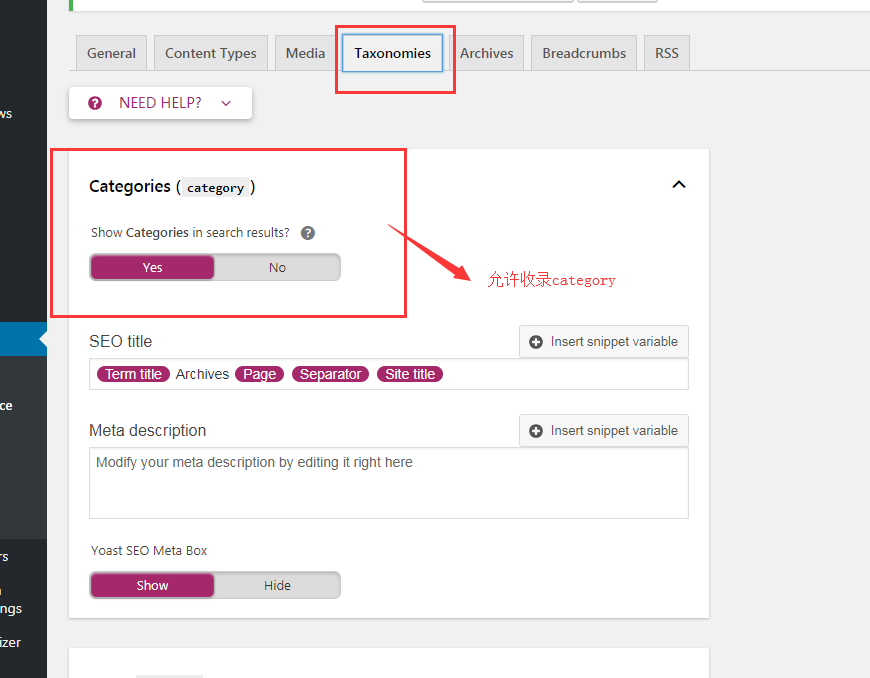 General Content Types Media Taxonomies Archives Breadcrumbs RSS
NEED HELP?
ws
Categories (category)
Show Categories in search results?
Yes No
允许收录category
SEO title
Insert snippet variable
Term title Archives Page Separator Site title
ce
Meta description
Insert snippet variable
Modify your meta description by editing it right here
Yoast SEO Meta Box
rs
Show Hide
ngs
izer